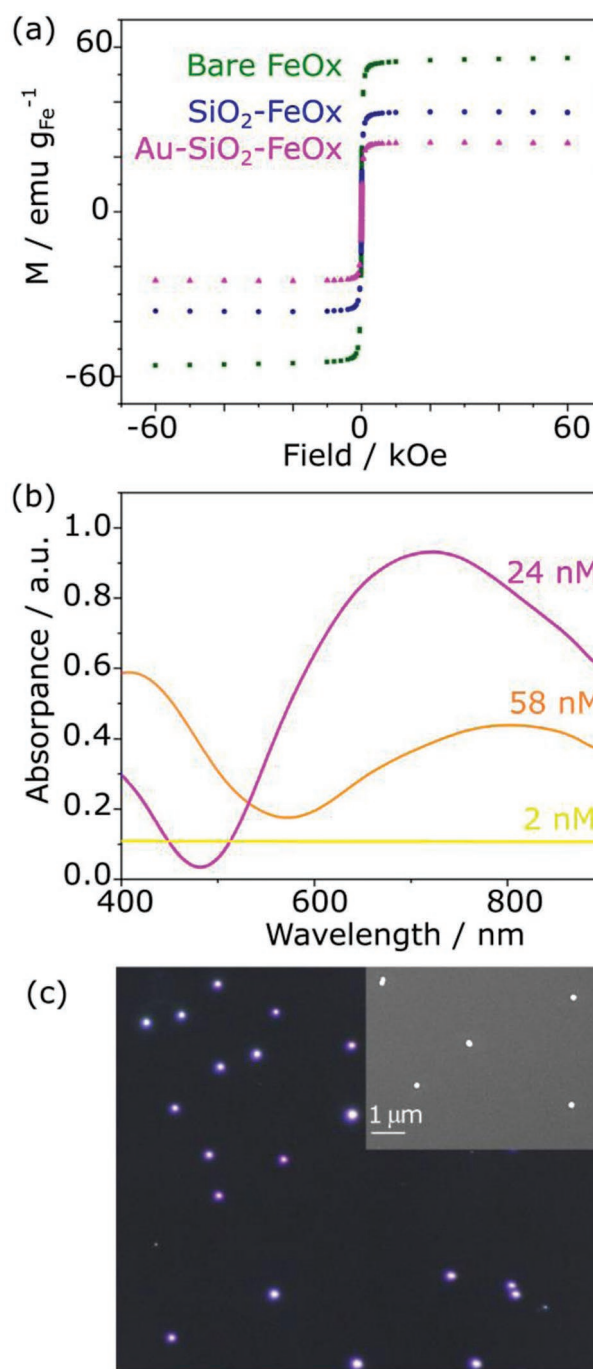 (a)
60
Bare FeOx
SiO₂-FeOx
Au-SiO₂-FeOx
0
-60
M / emu g_Fe⁻¹
-60
0
60
Field / kOe
(b)
1.0
0.8
0.6
0.4
0.2
0.0
Absorpance / a.u.
24 nM
58 nM
2 nM
400
600
800
Wavelength / nm
(c)
1 μm